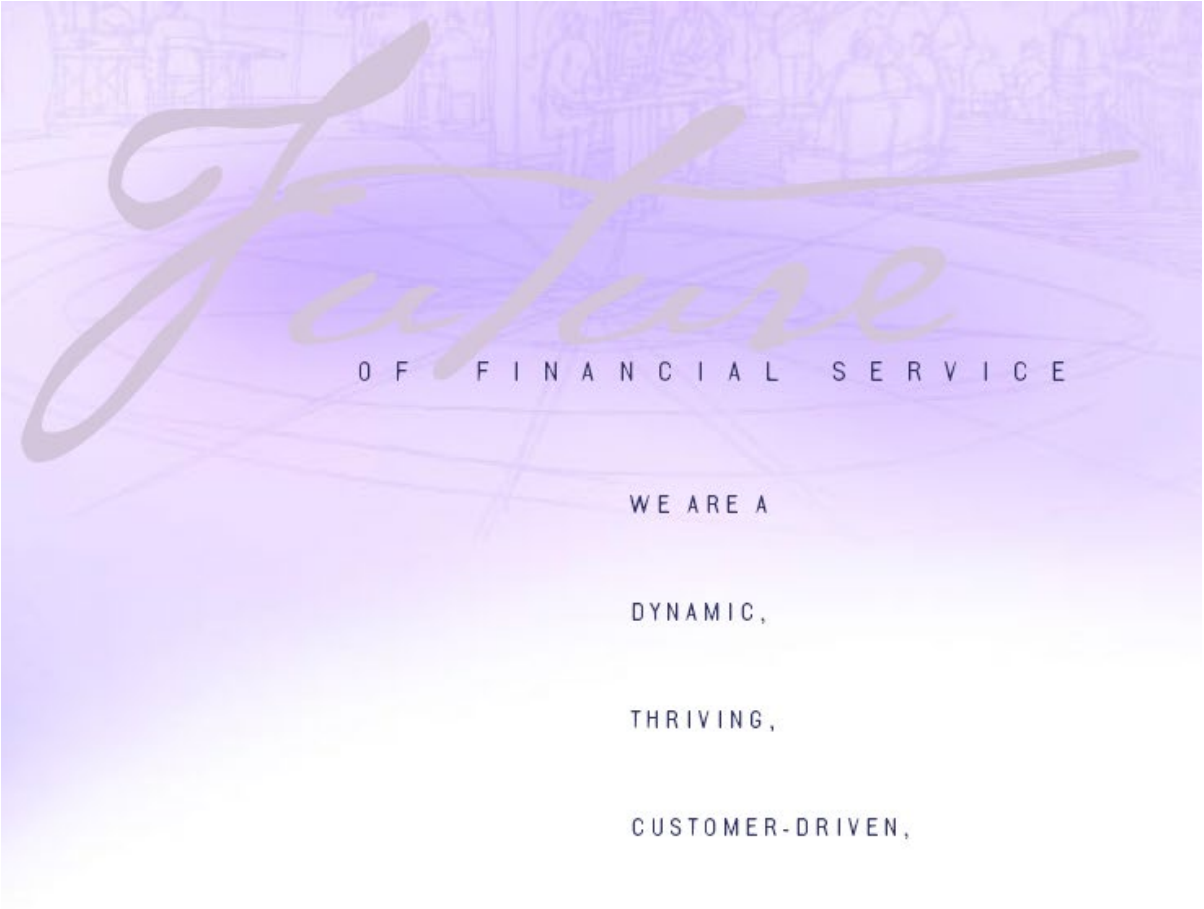 Future
OF FINANCIAL SERVICE
WE ARE A
DYNAMIC,
THRIVING,
CUSTOMER-DRIVEN,